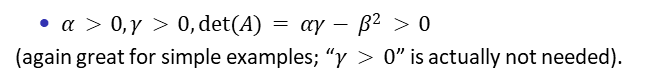 • α > 0, γ > 0, det(A) = αγ − β² > 0
(again great for simple examples; “γ > 0” is actually not needed).